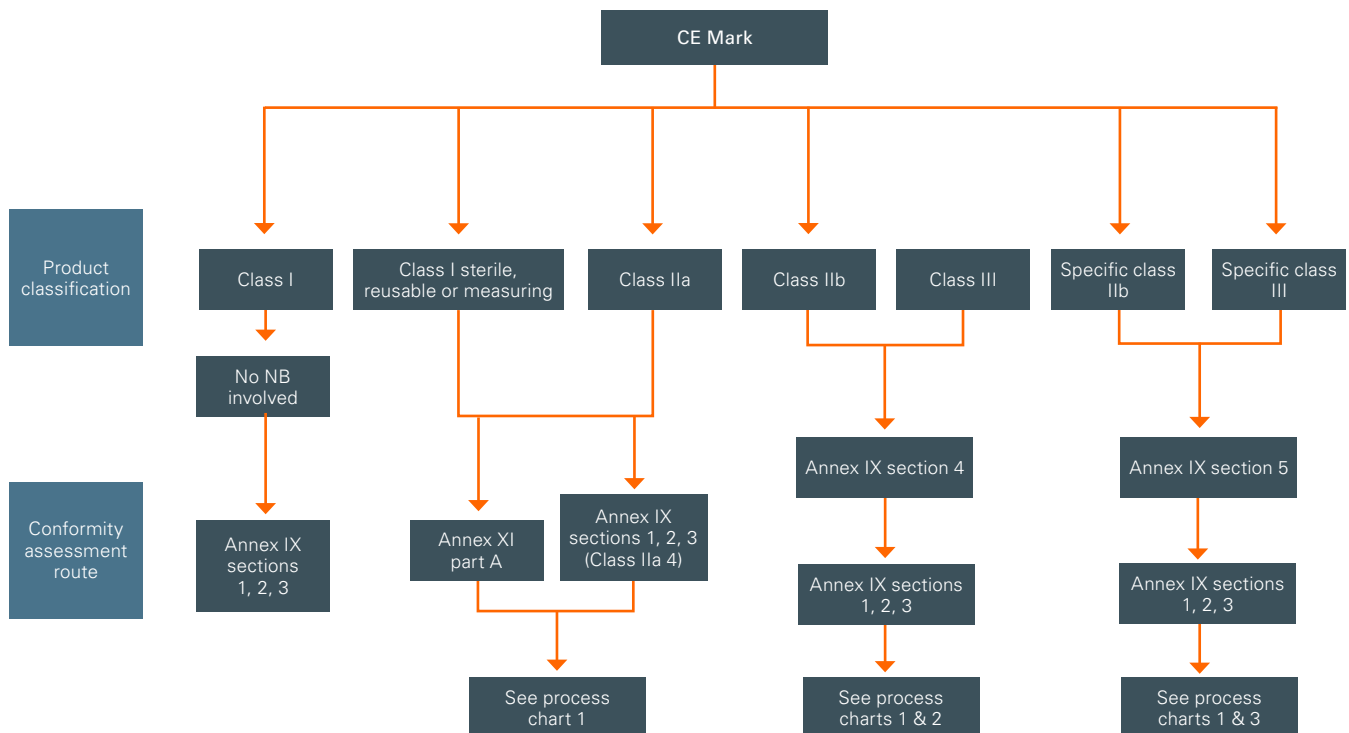 CE Mark
Product
classification
Class I
Class I sterile,
reusable or measuring
Class IIa
Class IIb
Class III
Specific class
IIb
Specific class
III
No NB
involved
Conformity
assessment
route
Annex IX
sections
1, 2, 3
Annex XI
part A
Annex IX
sections 1, 2, 3
(Class IIa 4)
Annex IX section 4
Annex IX section 5
Annex IX sections
1, 2, 3
Annex IX sections
1, 2, 3
See process
chart 1
See process
charts 1 & 2
See process
charts 1 & 3